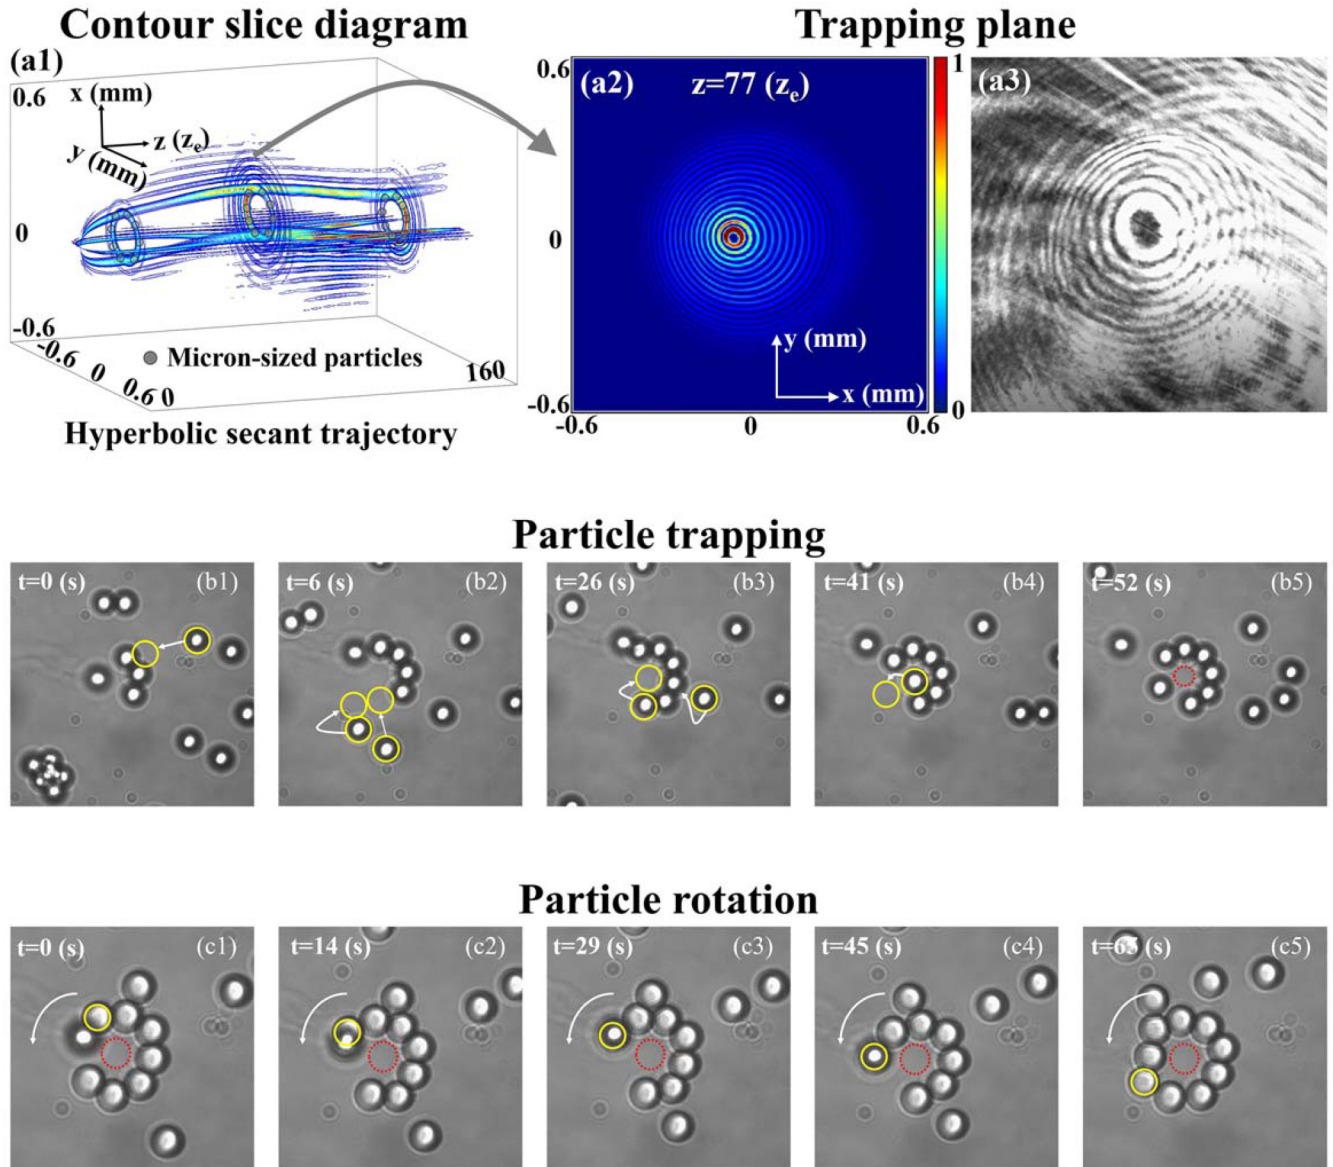 Contour slice diagram
Trapping plane
(a1)
0.6
x (mm)
z (ze)
y (mm)
0
-0.6
-0.6
0
0.6
0
160
Micron-sized particles
Hyperbolic secant trajectory
0.6
(a2)
z=77 (ze)
0
y (mm)
x (mm)
-0.6
-0.6
0
0.6
1
0
(a3)
Particle trapping
t=0 (s) (b1)
t=6 (s) (b2)
t=26 (s) (b3)
t=41 (s) (b4)
t=52 (s) (b5)
Particle rotation
t=0 (s) (c1)
t=14 (s) (c2)
t=29 (s) (c3)
t=45 (s) (c4)
(s) (c5)